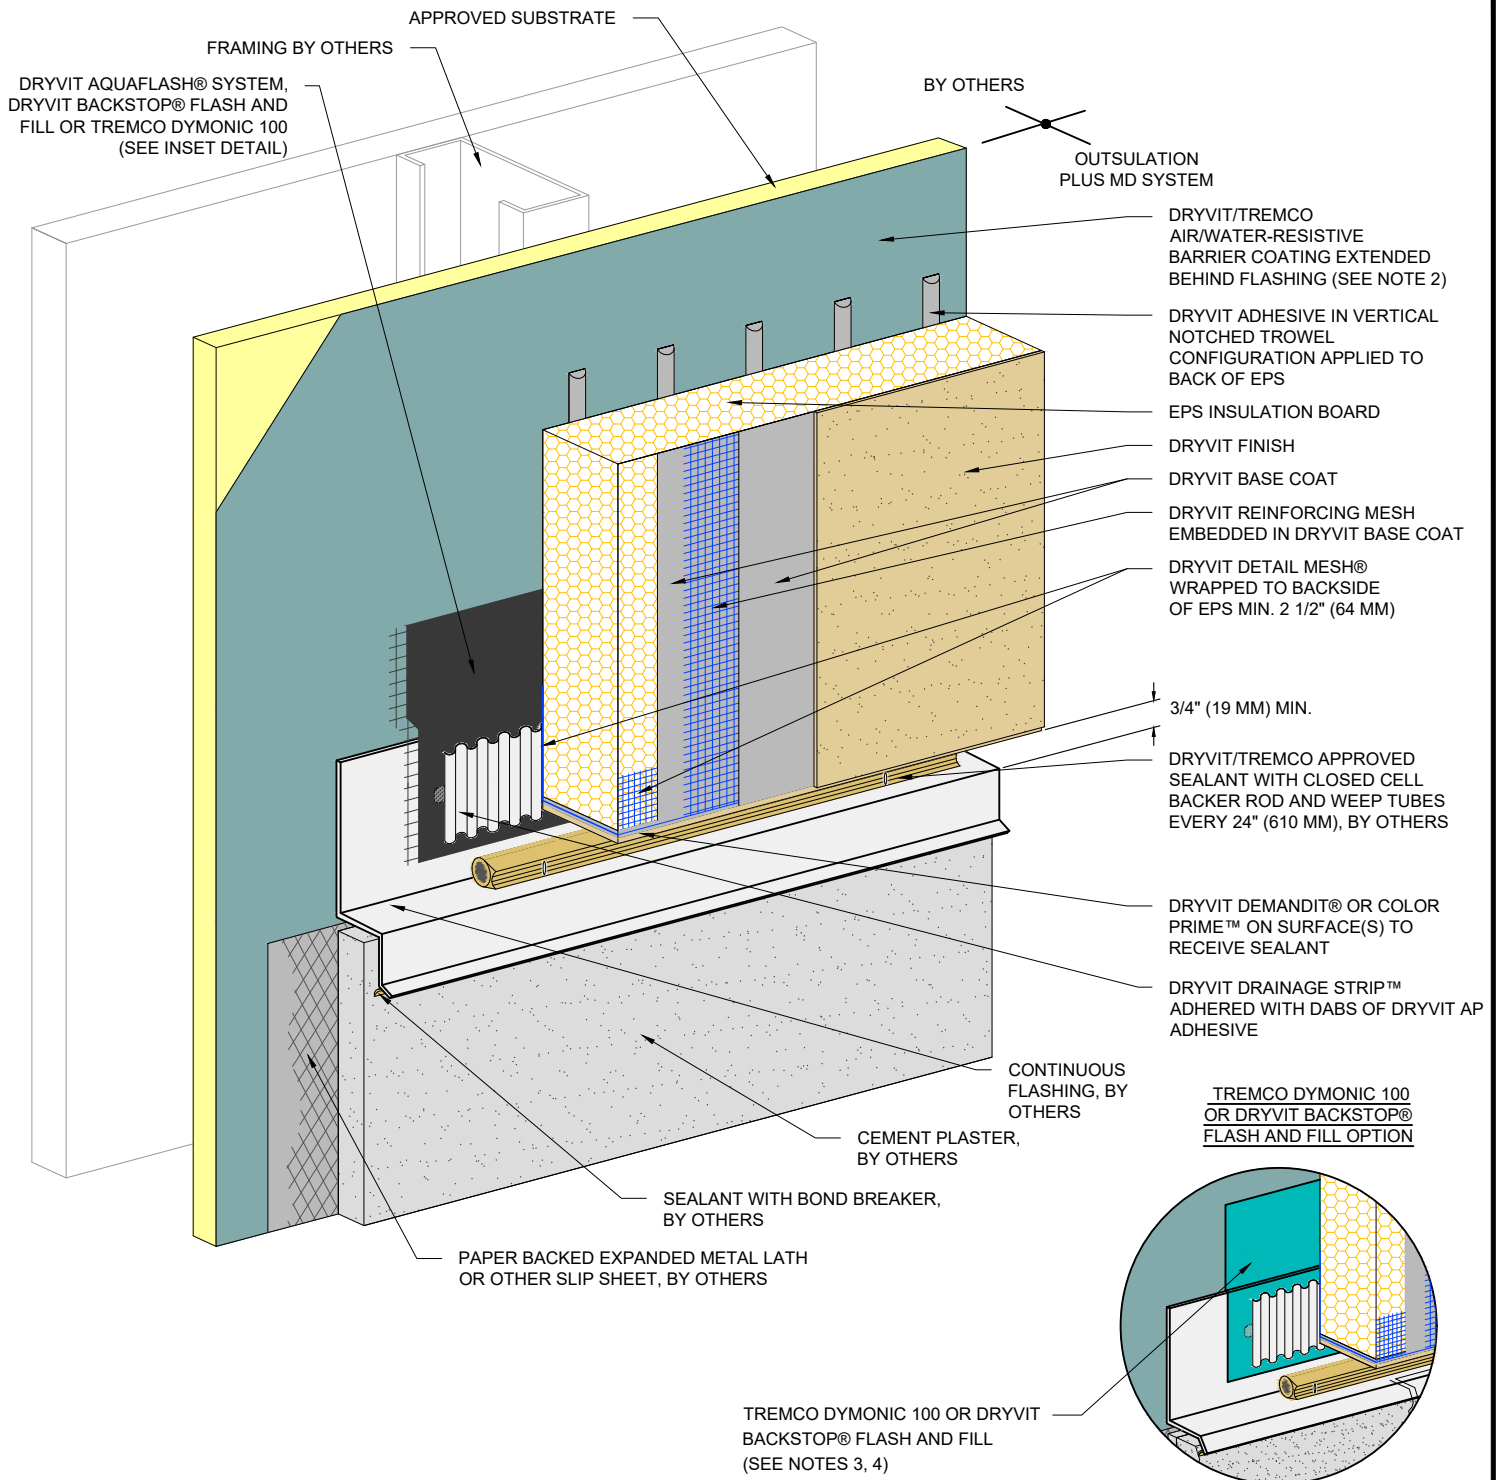 APPROVED SUBSTRATE
FRAMING BY OTHERS
DRYVIT AQUAFLASH® SYSTEM,
DRYVIT BACKSTOP® FLASH AND
FILL OR TREMCO DYMONIC 100
(SEE INSET DETAIL)
BY OTHERS
OUTSULATION
PLUS MD SYSTEM
DRYVIT/TREMCO
AIR/WATER-RESISTIVE
BARRIER COATING EXTENDED
BEHIND FLASHING (SEE NOTE 2)
DRYVIT ADHESIVE IN VERTICAL
NOTCHED TROWEL
CONFIGURATION APPLIED TO
BACK OF EPS
EPS INSULATION BOARD
DRYVIT FINISH
DRYVIT BASE COAT
DRYVIT REINFORCING MESH
EMBEDDED IN DRYVIT BASE COAT
DRYVIT DETAIL MESH®
WRAPPED TO BACKSIDE
OF EPS MIN. 2 1/2" (64 MM)
3/4" (19 MM) MIN.
DRYVIT/TREMCO APPROVED
SEALANT WITH CLOSED CELL
BACKER ROD AND WEEP TUBES
EVERY 24" (610 MM), BY OTHERS
DRYVIT DEMANDIT® OR COLOR
PRIME™ ON SURFACE(S) TO
RECEIVE SEALANT
DRYVIT DRAINAGE STRIP™
ADHERED WITH DABS OF DRYVIT AP
ADHESIVE
CONTINUOUS
FLASHING, BY
OTHERS
CEMENT PLASTER,
BY OTHERS
SEALANT WITH BOND BREAKER,
BY OTHERS
PAPER BACKED EXPANDED METAL LATH
OR OTHER SLIP SHEET, BY OTHERS
TREMCO DYMONIC 100
OR DRYVIT BACKSTOP®
FLASH AND FILL OPTION
TREMCO DYMONIC 100 OR DRYVIT
BACKSTOP® FLASH AND FILL
(SEE NOTES 3, 4)